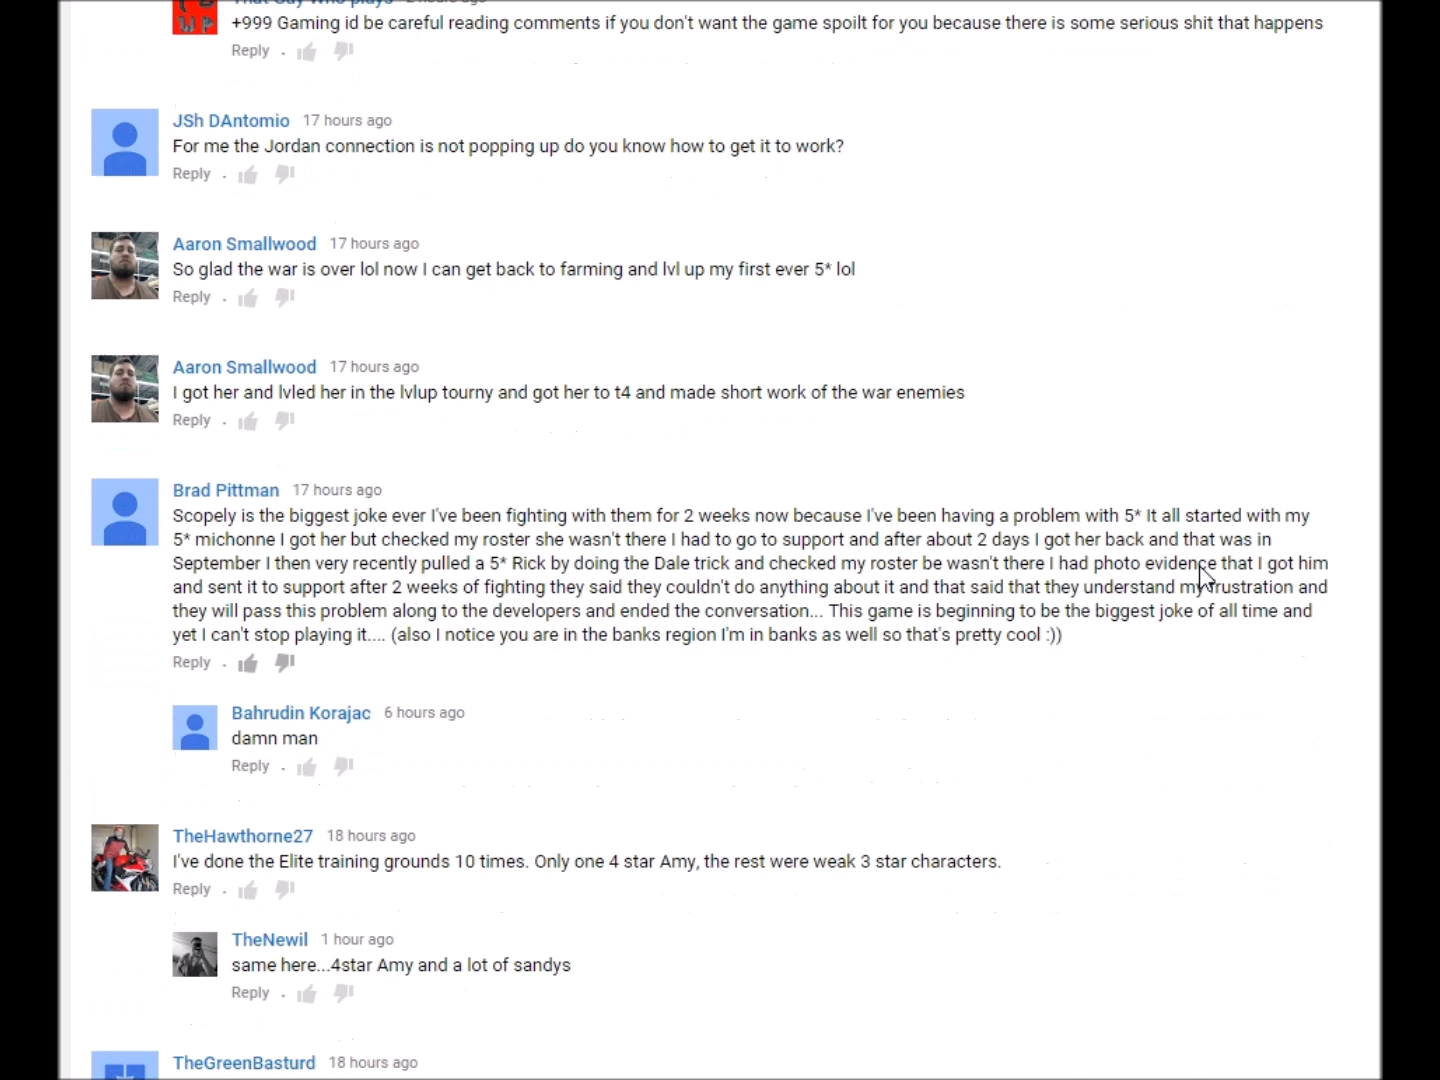 That Guy Who plays 2 hours ago
+999 Gaming id be careful reading comments if you don't want the game spoilt for you because there is some serious shit that happens
Reply .
JSh DAntomio 17 hours ago
For me the Jordan connection is not popping up do you know how to get it to work?
Reply .
Aaron Smallwood 17 hours ago
So glad the war is over lol now I can get back to farming and lvl up my first ever 5* lol
Reply .
Aaron Smallwood 17 hours ago
I got her and lvled her in the lvlup tourny and got her to t4 and made short work of the war enemies
Reply .
Brad Pittman 17 hours ago
Scopely is the biggest joke ever I've been fighting with them for 2 weeks now because I've been having a problem with 5* It all started with my
5* michonne I got her but checked my roster she wasn't there I had to go to support and after about 2 days I got her back and that was in
September I then very recently pulled a 5* Rick by doing the Dale trick and checked my roster be wasn't there I had photo evidence that I got him
and sent it to support after 2 weeks of fighting they said they couldn't do anything about it and that said that they understand my frustration and
they will pass this problem along to the developers and ended the conversation... This game is beginning to be the biggest joke of all time and
yet I can't stop playing it.... (also I notice you are in the banks region I'm in banks as well so that's pretty cool :))
Reply .
Bahrudin Korajac 6 hours ago
damn man
Reply .
TheHawthorne27 18 hours ago
I've done the Elite training grounds 10 times. Only one 4 star Amy, the rest were weak 3 star characters.
Reply .
TheNewil 1 hour ago
same here...4star Amy and a lot of sandys
Reply .
TheGreenBasturd 18 hours ago